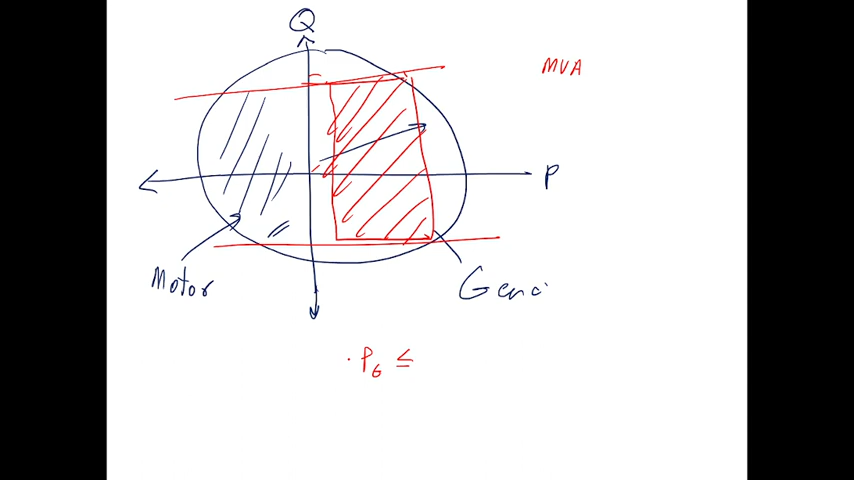 Q
MVA
P
Motor
Gen
· P_G ≤